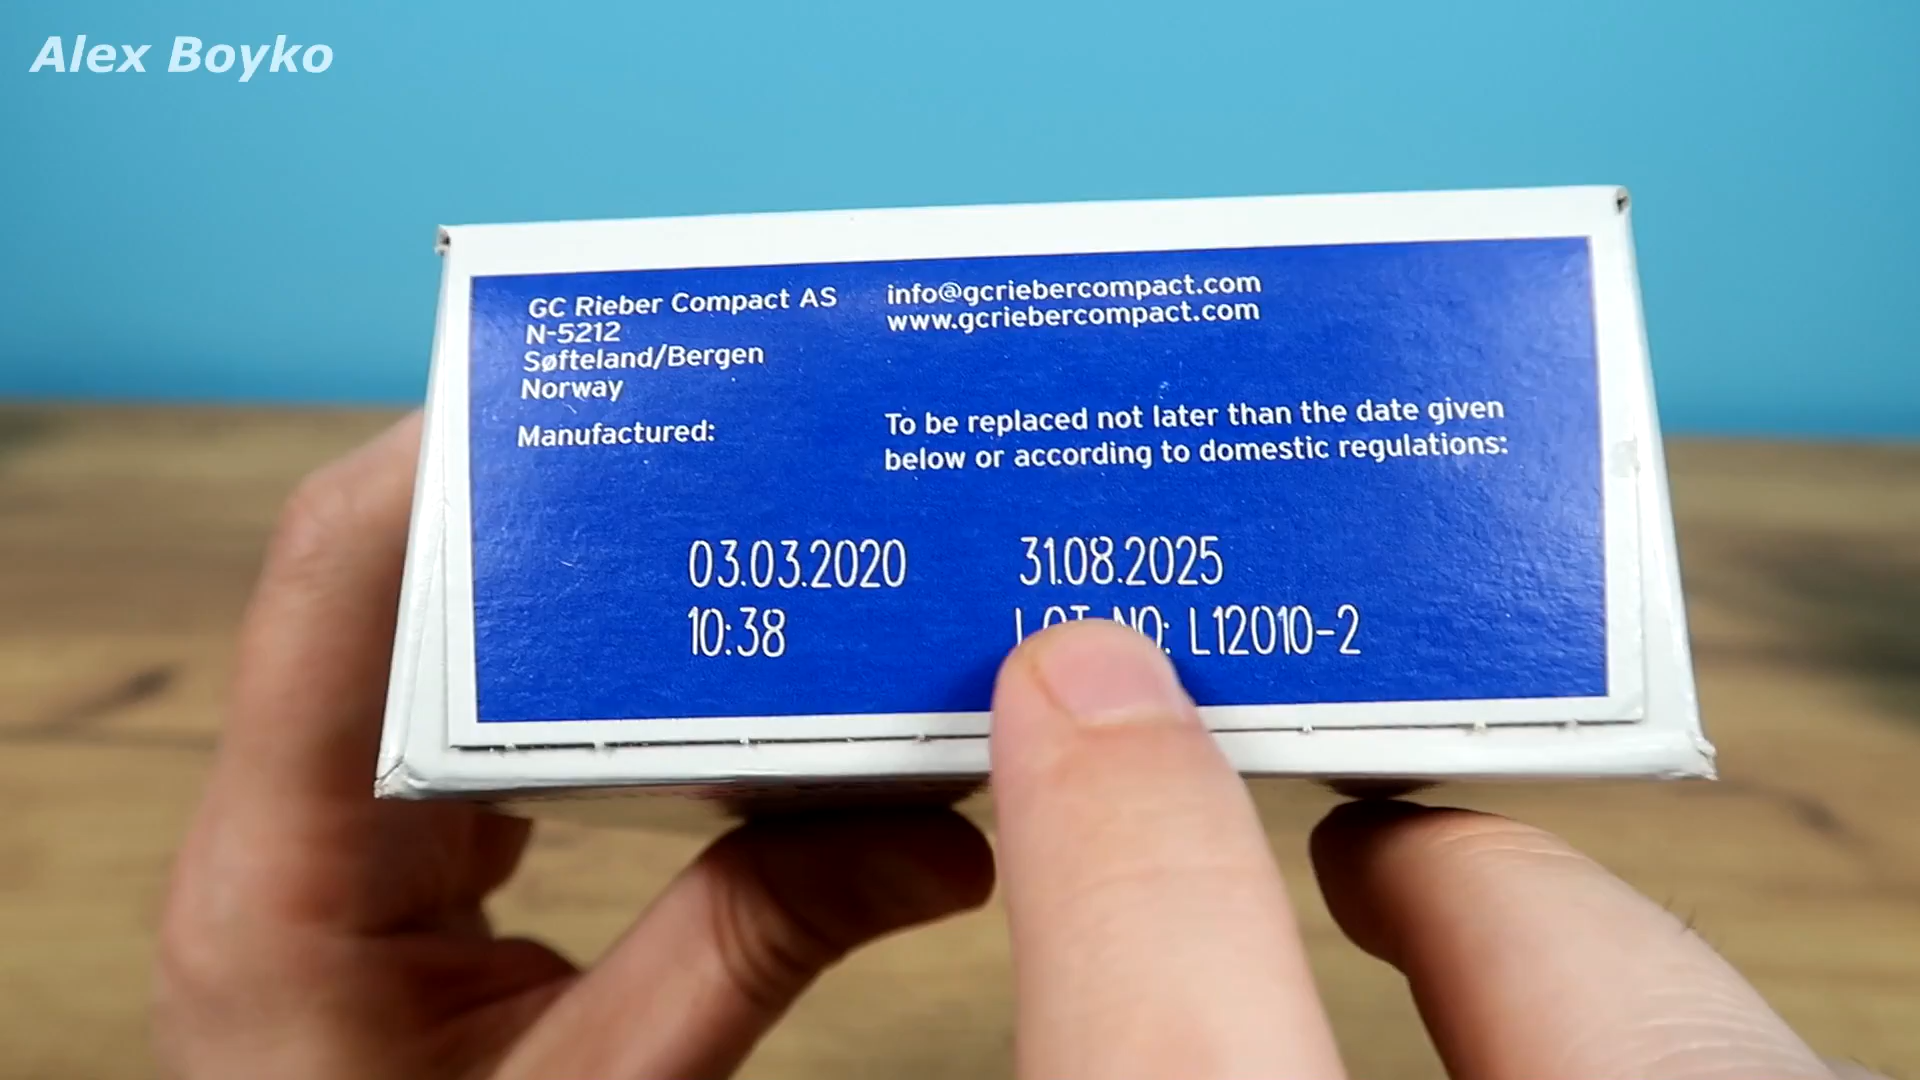 Alex Boyko
GC Rieber Compact AS
N-5212
Søfteland/Bergen
Norway
info@gcriebercompact.com
www.gcriebercompact.com
Manufactured:
To be replaced not later than the date given
below or according to domestic regulations:
03.03.2020
10:38
31.08.2025
LOT NO: L12010-2